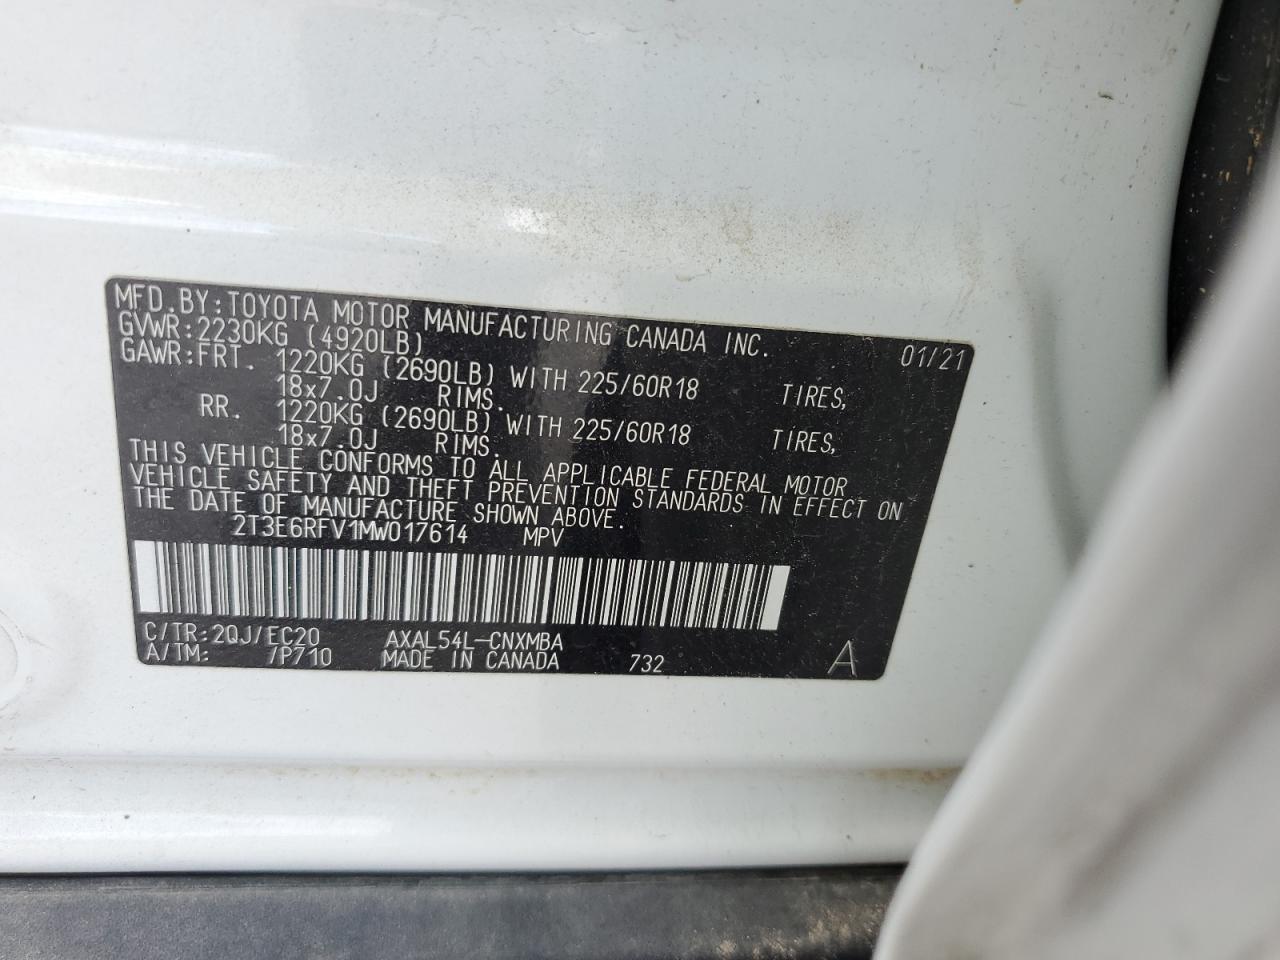 MFD.BY:TOYOTA MOTOR MANUFACTURING CANADA INC. 01/21
GVWR:2230KG (4920LB)
GAWR:FRT. 1220KG (2690LB) WITH 225/60R18 TIRES,
18x7.0J RIMS.
RR. 1220KG (2690LB) WITH 225/60R18 TIRES,
18x7.0J RIMS.
THIS VEHICLE CONFORMS TO ALL APPLICABLE FEDERAL MOTOR
VEHICLE SAFETY AND THEFT PREVENTION STANDARDS IN EFFECT ON
THE DATE OF MANUFACTURE SHOWN ABOVE.
2T3E6RFV1MW017614 MPV
C/TR:2QJ/EC20 AXAL54L-CNXMBA
A/TM: /P710 MADE IN CANADA 732 A